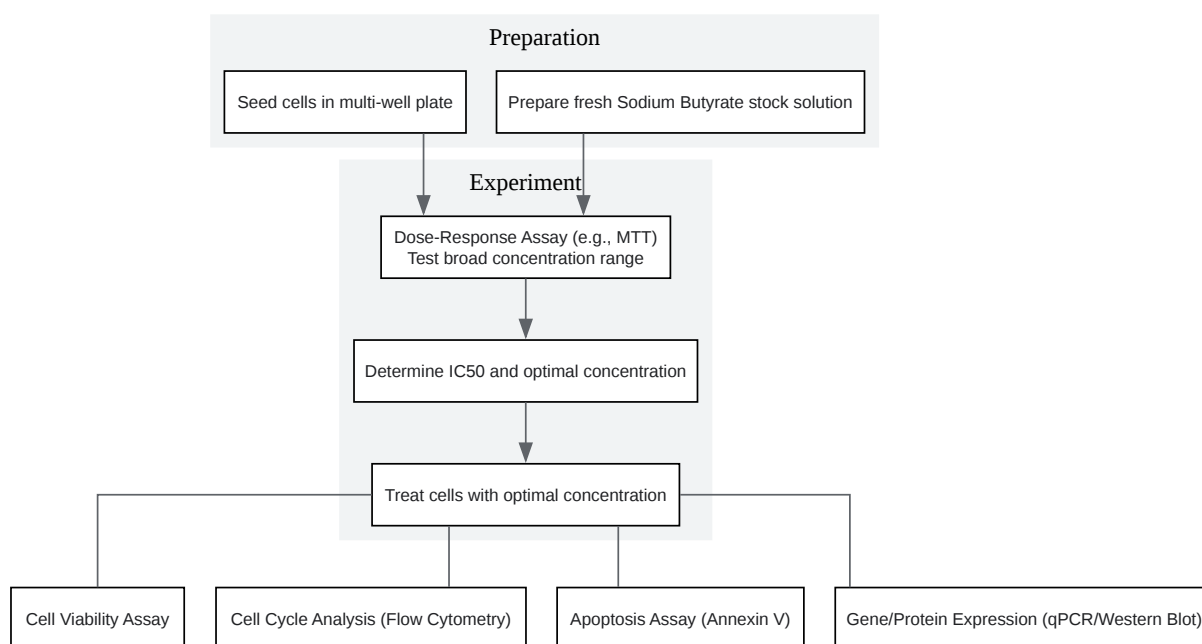 Preparation
Seed cells in multi-well plate
Prepare fresh Sodium Butyrate stock solution
Experiment
Dose-Response Assay (e.g., MTT)
Test broad concentration range
Determine IC50 and optimal concentration
Treat cells with optimal concentration
Cell Viability Assay
Cell Cycle Analysis (Flow Cytometry)
Apoptosis Assay (Annexin V)
Gene/Protein Expression (qPCR/Western Blot)